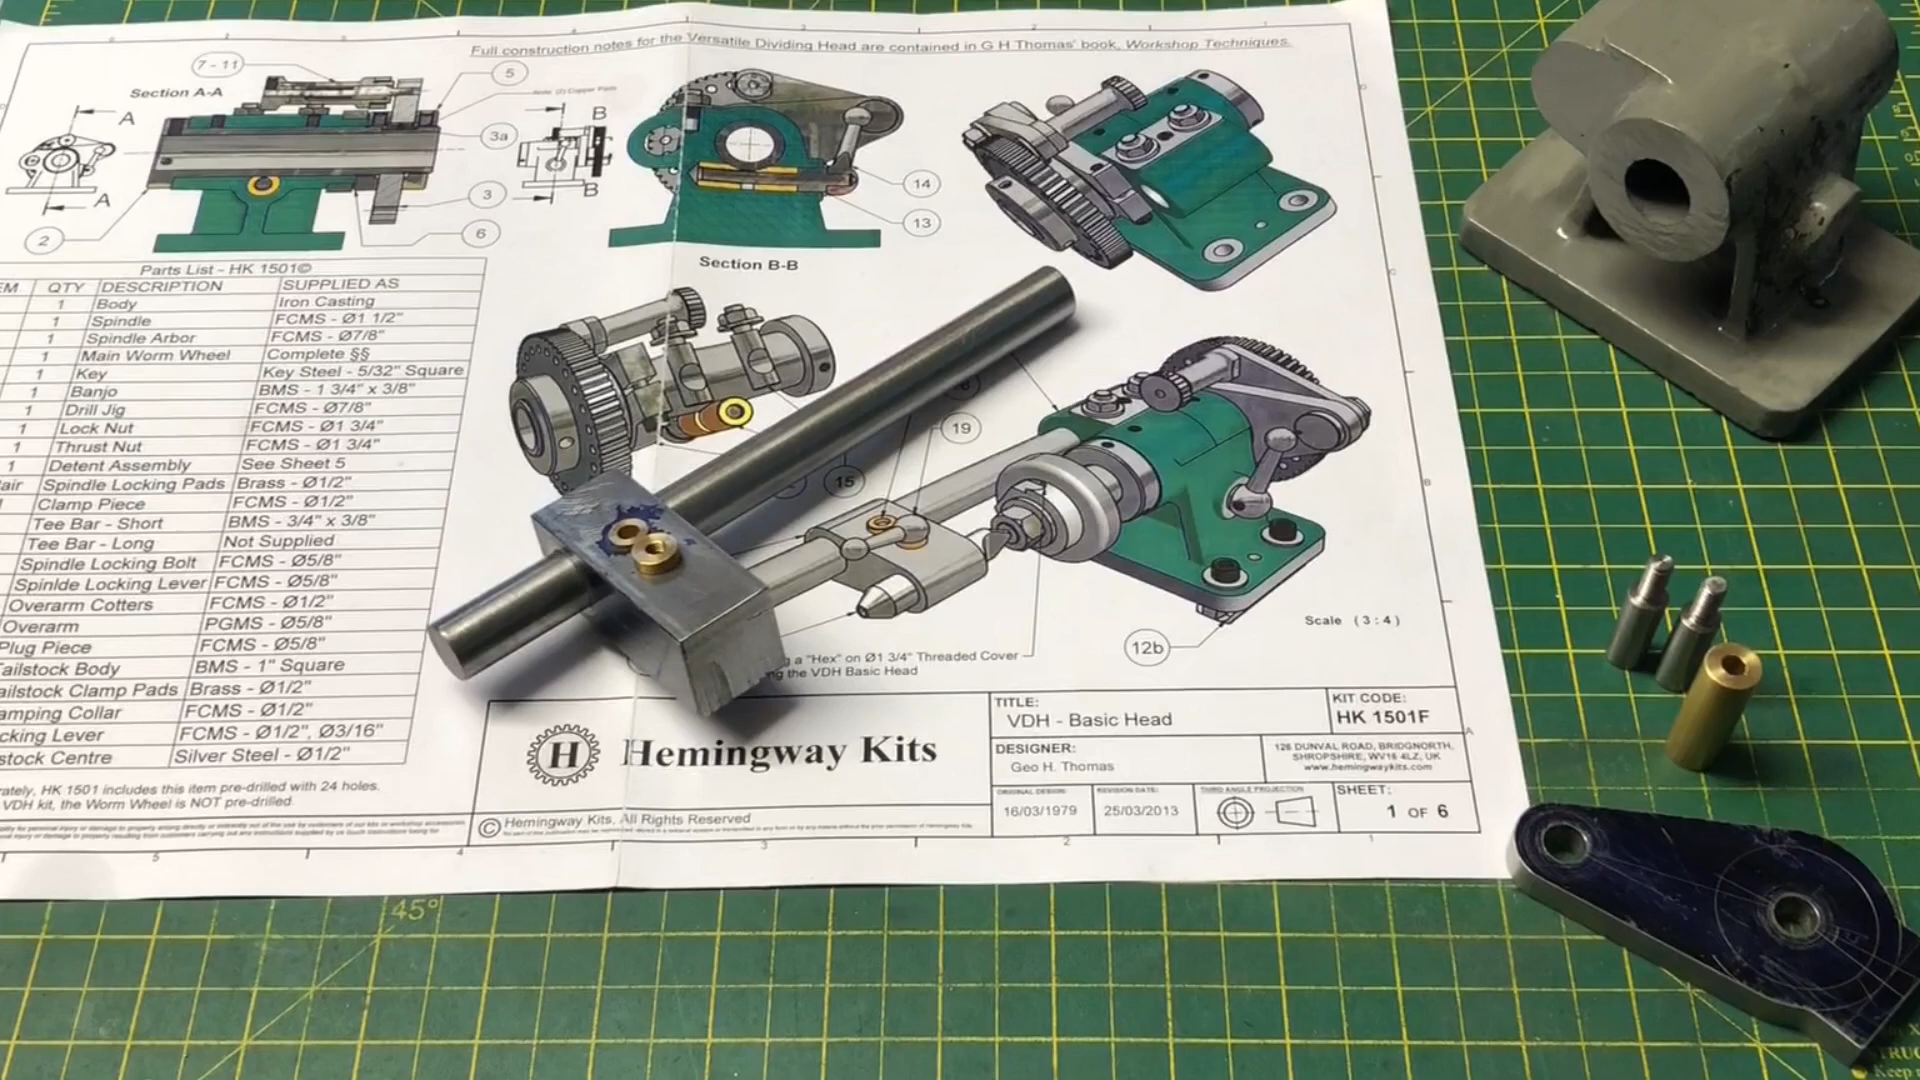 Full construction notes for the Versatile Dividing Head are contained in G H Thomas' book, Workshop Techniques.
7 - 11
Section A-A
5
A
A
3a
3
2
6
B
B
14
13
Section B-B
Parts List - HK 1501©
QTY DESCRIPTION SUPPLIED AS
1 Body Iron Casting
1 Spindle FCMS - Ø1 1/2"
1 Spindle Arbor FCMS - Ø7/8"
1 Main Worm Wheel Complete §§
1 Key Key Steel - 5/32" Square
1 Banjo BMS - 1 3/4" x 3/8"
1 Drill Jig FCMS - Ø7/8"
1 Lock Nut FCMS - Ø1 3/4"
1 Thrust Nut FCMS - Ø1 3/4"
1 Detent Assembly See Sheet 5
Spindle Locking Pads Brass - Ø1/2"
Clamp Piece FCMS - Ø1/2"
Tee Bar - Short BMS - 3/4" x 3/8"
Tee Bar - Long Not Supplied
Spindle Locking Bolt FCMS - Ø5/8"
Spinlde Locking Lever FCMS - Ø5/8"
Overarm Cotters FCMS - Ø1/2"
Overarm PGMS - Ø5/8"
Plug Piece FCMS - Ø5/8"
Body BMS - 1" Square
Clamp Pads Brass - Ø1/2"
Collar FCMS - Ø1/2"
Lever FCMS - Ø1/2", Ø3/16"
Centre Silver Steel - Ø1/2"
HK 1501 includes this item pre-drilled with 24 holes.
VDH kit, the Worm Wheel is NOT pre-drilled.
15
19
12b
Scale (3 : 4)
a "Hex" on Ø1 3/4" Threaded Cover
the VDH Basic Head
H
Hemingway Kits
© Hemingway Kits, All Rights Reserved
TITLE:
VDH - Basic Head
KIT CODE:
HK 1501F
DESIGNER:
Geo H. Thomas
126 DUNVAL ROAD, BRIDGNORTH,
SHROPSHIRE, WV16 4LZ, UK
www.hemingwaykits.com
ORIGINAL DESIGN:
16/03/1979
REVISION DATE:
25/03/2013
THIRD ANGLE PROJECTION
SHEET:
1 OF 6
5 4 3 2 1
45°